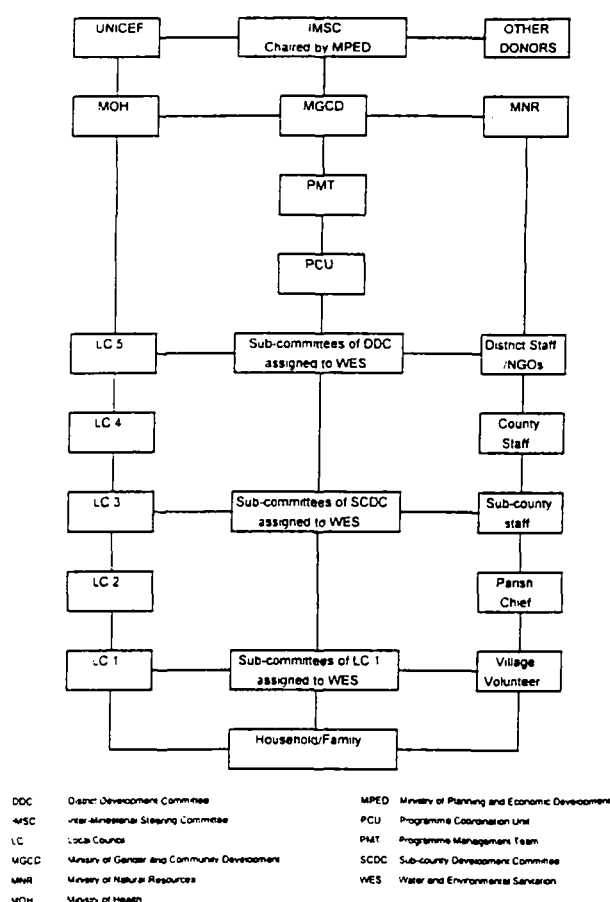 UNICEF
IMSC
Chaired by MPED
OTHER
DONORS
MOH
MGCD
MNR
PMT
PCU
LC 5
Sub-committees of DDC
assigned to WES
District Staff
/NGOs
LC 4
County
Staff
LC 3
Sub-committees of SCDC
assigned to WES
Sub-county
staff
LC 2
Parish
Chief
LC 1
Sub-committees of LC 1
assigned to WES
Village
Volunteer
Household/Family
DDC District Development Committee
IMSC Inter-Ministerial Steering Committee
LC Local Council
MGCD Ministry of Gender and Community Development
MNR Ministry of Natural Resources
MOH Ministry of Health
MPED Ministry of Planning and Economic Development
PCU Programme Coordination Unit
PMT Programme Management Team
SCDC Sub-county Development Committee
WES Water and Environmental Sanitation